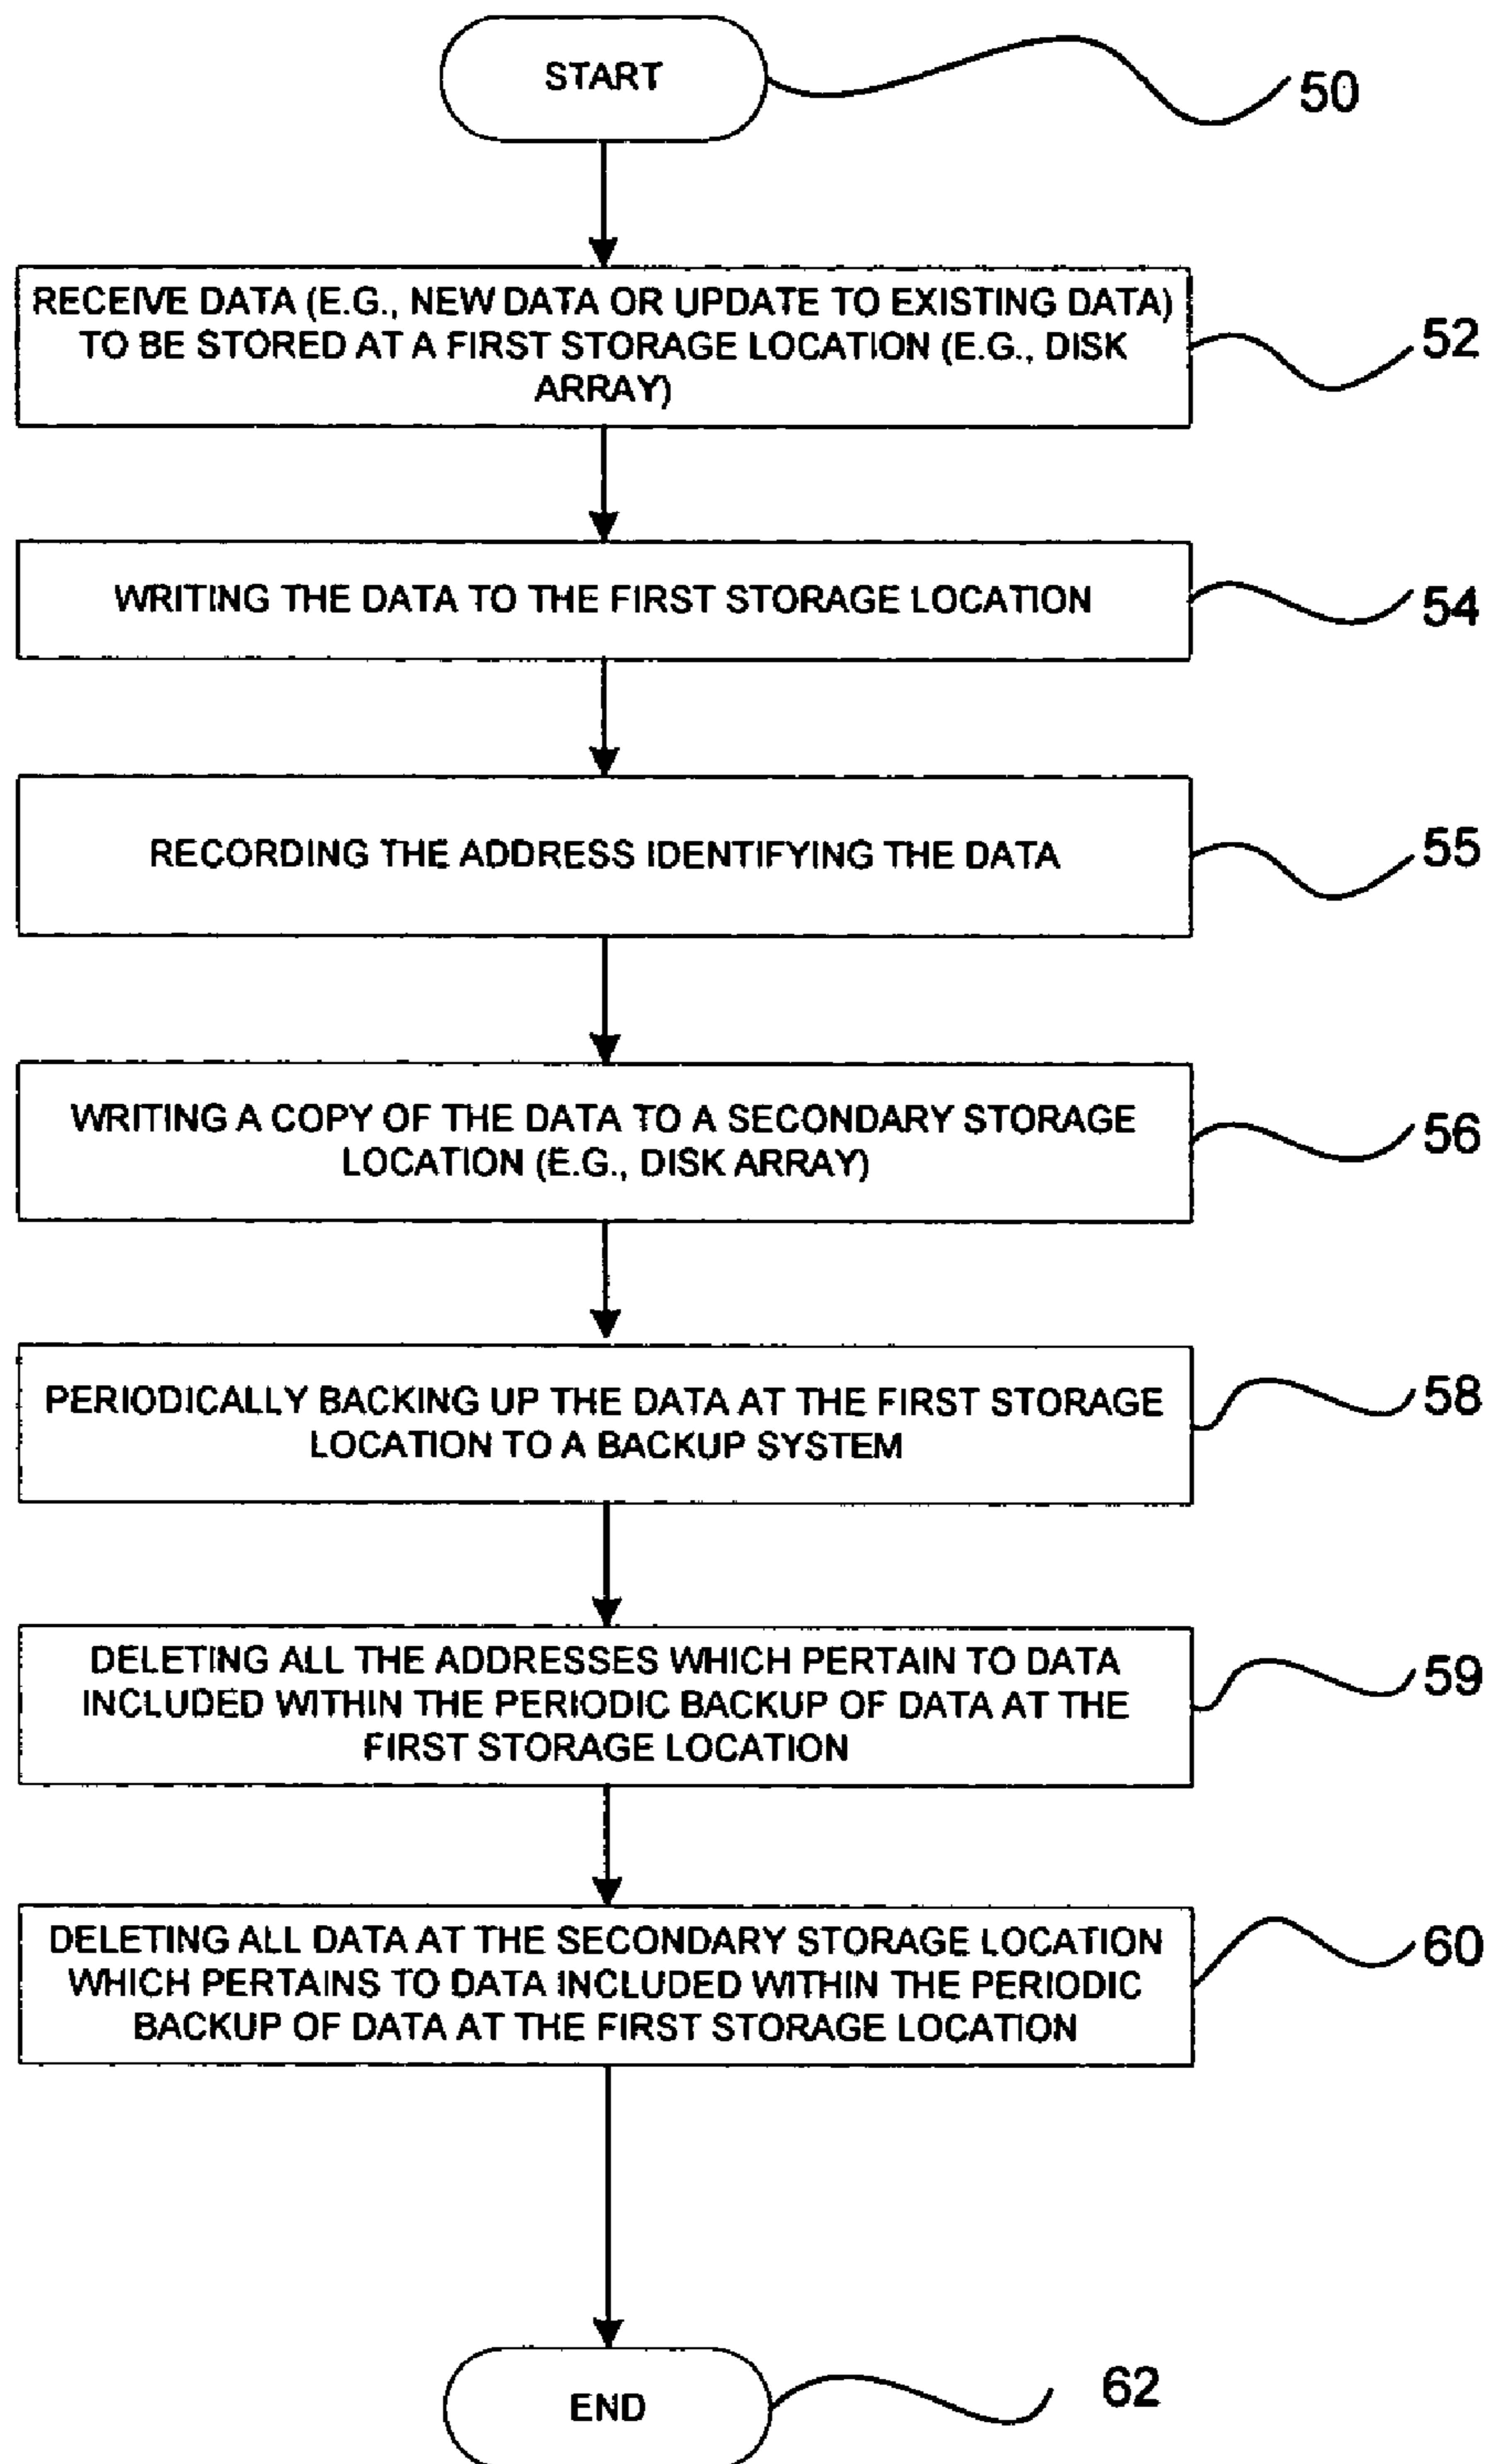 START
50
RECEIVE DATA (E.G., NEW DATA OR UPDATE TO EXISTING DATA)
TO BE STORED AT A FIRST STORAGE LOCATION (E.G., DISK
ARRAY)
52
WRITING THE DATA TO THE FIRST STORAGE LOCATION
54
RECORDING THE ADDRESS IDENTIFYING THE DATA
55
WRITING A COPY OF THE DATA TO A SECONDARY STORAGE
LOCATION (E.G., DISK ARRAY)
56
PERIODICALLY BACKING UP THE DATA AT THE FIRST STORAGE
LOCATION TO A BACKUP SYSTEM
58
DELETING ALL THE ADDRESSES WHICH PERTAIN TO DATA
INCLUDED WITHIN THE PERIODIC BACKUP OF DATA AT THE
FIRST STORAGE LOCATION
59
DELETING ALL DATA AT THE SECONDARY STORAGE LOCATION
WHICH PERTAINS TO DATA INCLUDED WITHIN THE PERIODIC
BACKUP OF DATA AT THE FIRST STORAGE LOCATION
60
END
62